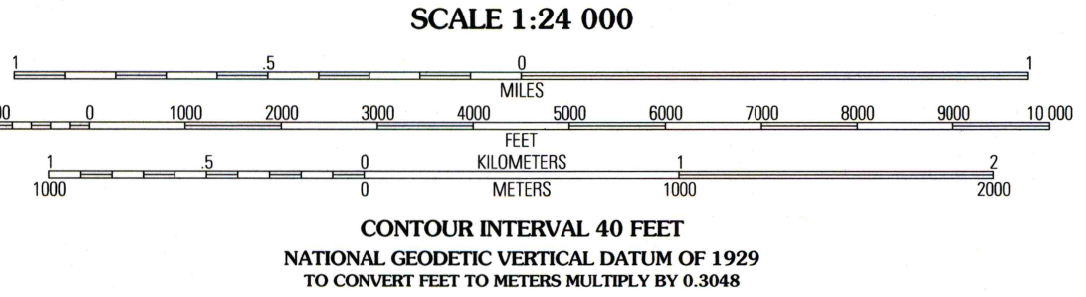 SCALE 1:24 000
1 .5 0 1
MILES
0 1000 2000 3000 4000 5000 6000 7000 8000 9000 10 000
FEET
1 .5 0 KILOMETERS 1 2
1000 0 METERS 1000 2000
CONTOUR INTERVAL 40 FEET
NATIONAL GEODETIC VERTICAL DATUM OF 1929
TO CONVERT FEET TO METERS MULTIPLY BY 0.3048